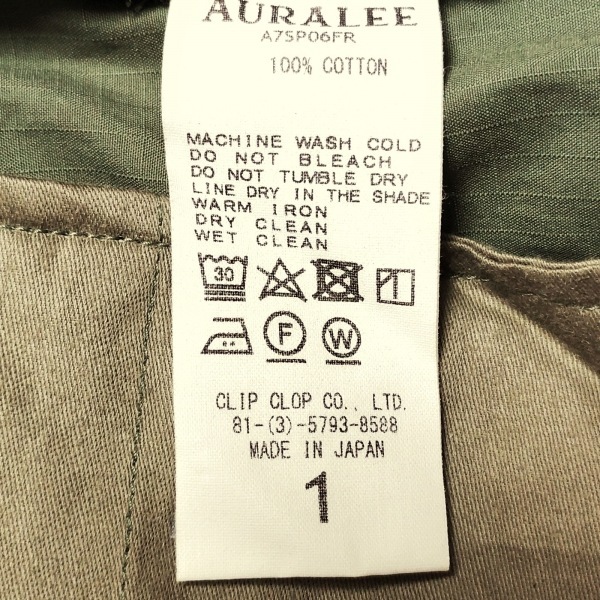 AURALEE
A7SP06FR
100% COTTON
MACHINE WASH COLD
DO NOT BLEACH
DO NOT TUMBLE DRY
LINE DRY IN THE SHADE
WARM IRON
DRY CLEAN
WET CLEAN
30
F W
CLIP CLOP CO., LTD.
81-(3)-5793-8588
MADE IN JAPAN
1